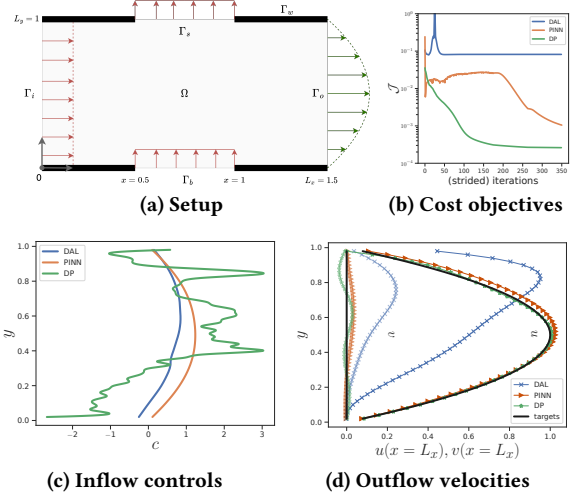 L_y = 1
Γ_w
Γ_s
Γ_i
Ω
Γ_o
0
x = 0.5
Γ_b
x = 1
L_x = 1.5
(a) Setup
DAL
PINN
DP
10^0
10^{-1}
10^{-2}
10^{-3}
10^{-4}
𝒥
0 50 100 150 200 250 300 350
(strided) iterations
(b) Cost objectives
DAL
PINN
DP
1.0
0.8
0.6
0.4
0.2
0.0
y
−2 −1 0 1 2 3
c
(c) Inflow controls
1.0
0.8
0.6
0.4
0.2
0.0
y
v
u
DAL
PINN
DP
targets
0.0 0.2 0.4 0.6 0.8 1.0
u(x = L_x), v(x = L_x)
(d) Outflow velocities